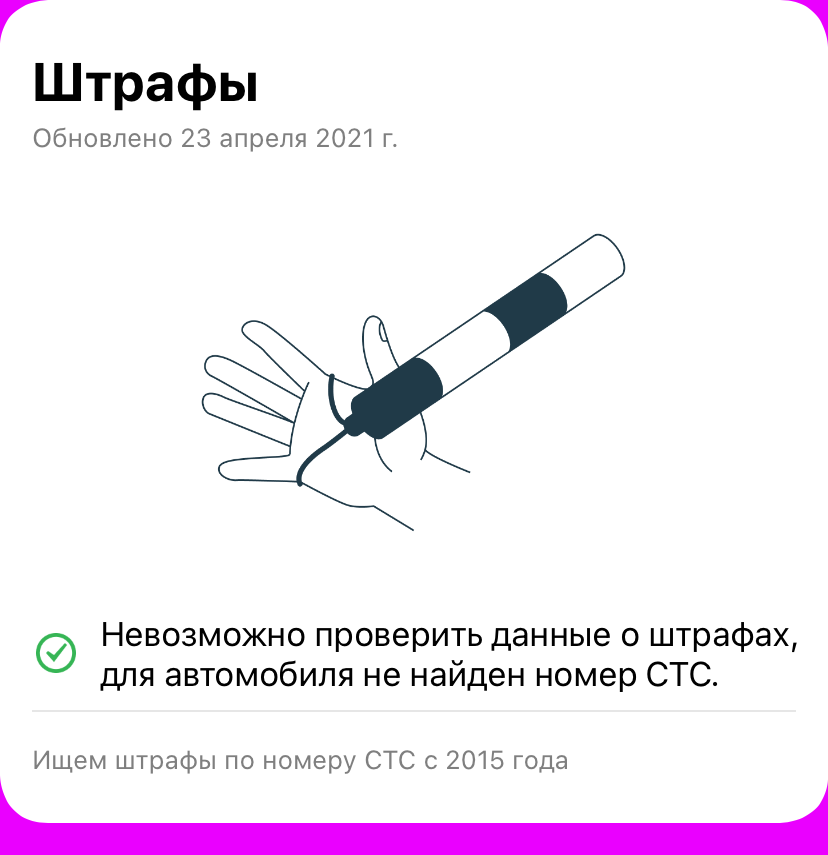 Штрафы
Обновлено 23 апреля 2021 г.
Невозможно проверить данные о штрафах,
для автомобиля не найден номер СТС.
Ищем штрафы по номеру СТС с 2015 года